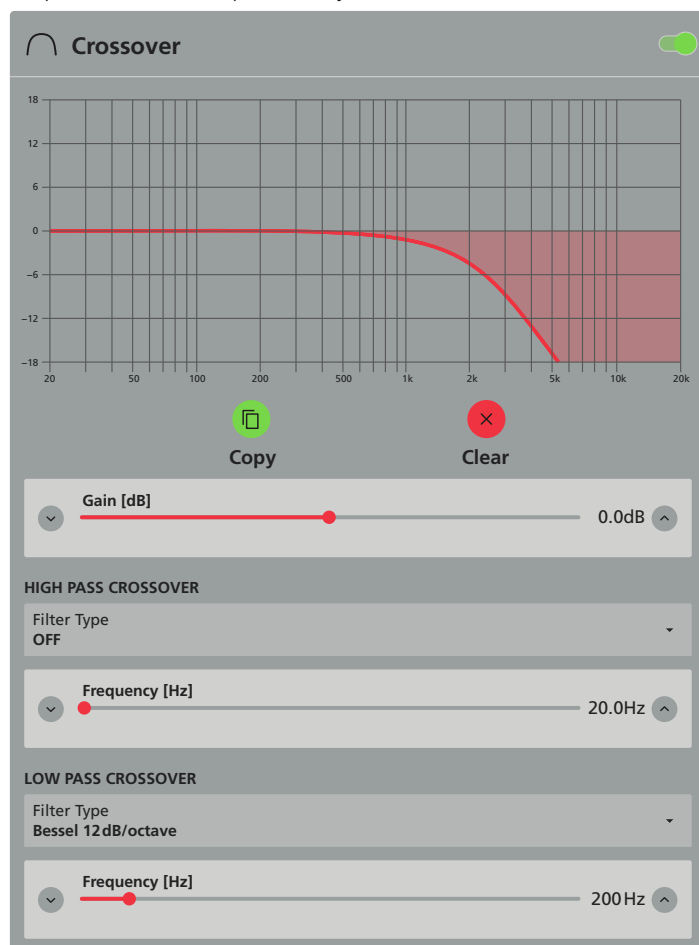 Crossover
18
12
6
0
−6
−12
−18
20 50 100 200 500 1k 2k 5k 10k 20k
Copy Clear
Gain [dB]
0.0dB
HIGH PASS CROSSOVER
Filter Type
OFF
Frequency [Hz]
20.0Hz
LOW PASS CROSSOVER
Filter Type
Bessel 12dB/octave
Frequency [Hz]
200Hz